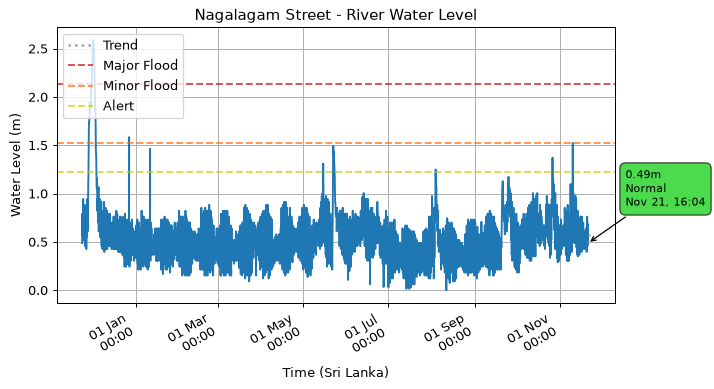 Nagalagam Street - River Water Level
Water Level (m)
2.5
2.0
1.5
1.0
0.5
0.0
Trend
Major Flood
Minor Flood
Alert
0.49m
Normal
Nov 21, 16:04
01 Jan
00:00
01 Mar
00:00
01 May
00:00
01 Jul
00:00
01 Sep
00:00
01 Nov
00:00
Time (Sri Lanka)